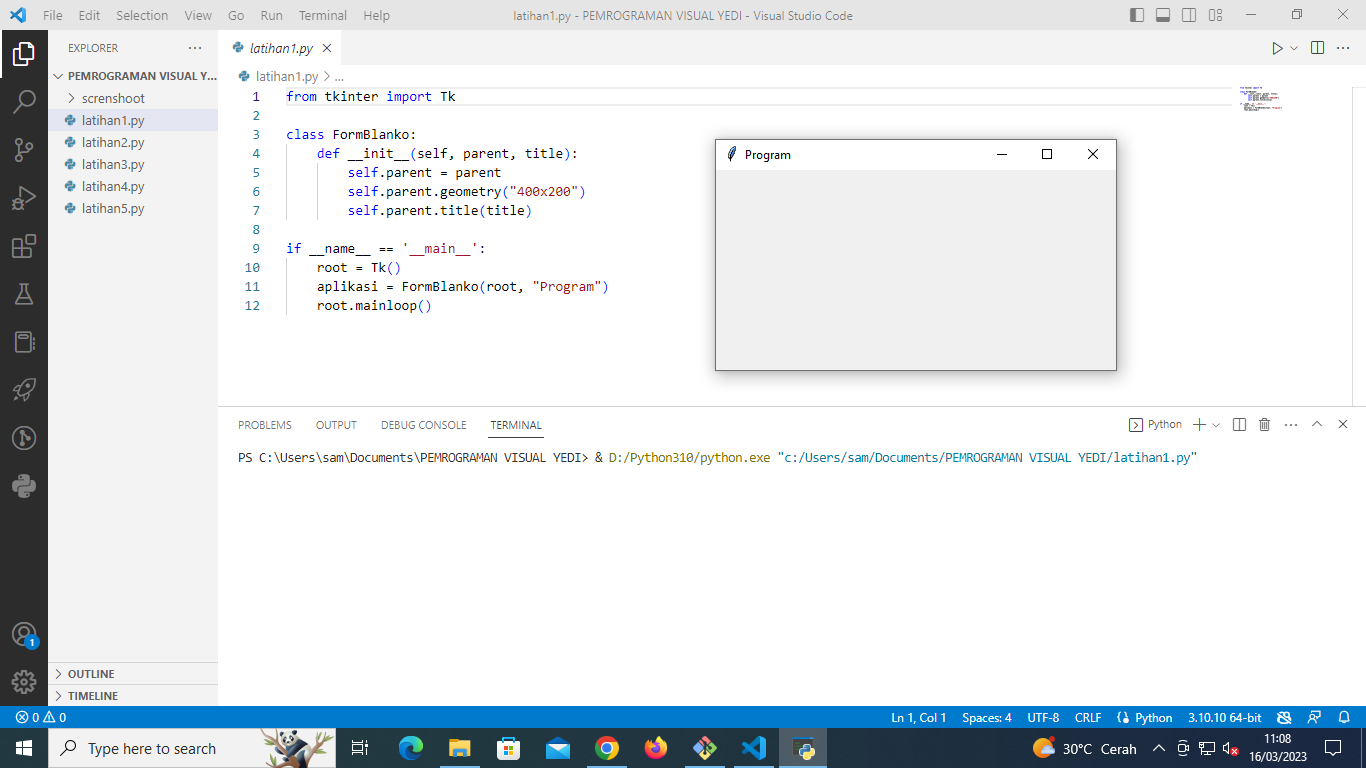 File Edit Selection View Go Run Terminal Help
latihan1.py - PEMROGRAMAN VISUAL YEDI - Visual Studio Code
EXPLORER ...
PEMROGRAMAN VISUAL Y...
screnshoot
latihan1.py
latihan2.py
latihan3.py
latihan4.py
latihan5.py
OUTLINE
TIMELINE
latihan1.py
latihan1.py > ...
1 from tkinter import Tk
2
3 class FormBlanko:
4 def __init__(self, parent, title):
5 self.parent = parent
6 self.parent.geometry("400x200")
7 self.parent.title(title)
8
9 if __name__ == '__main__':
10 root = Tk()
11 aplikasi = FormBlanko(root, "Program")
12 root.mainloop()
Program
PROBLEMS OUTPUT DEBUG CONSOLE TERMINAL
Python
PS C:\Users\sam\Documents\PEMROGRAMAN VISUAL YEDI> & D:/Python310/python.exe "c:/Users/sam/Documents/PEMROGRAMAN VISUAL YEDI/latihan1.py"
1
0 0
Ln 1, Col 1 Spaces: 4 UTF-8 CRLF Python 3.10.10 64-bit
Type here to search
30°C Cerah
11:08
16/03/2023